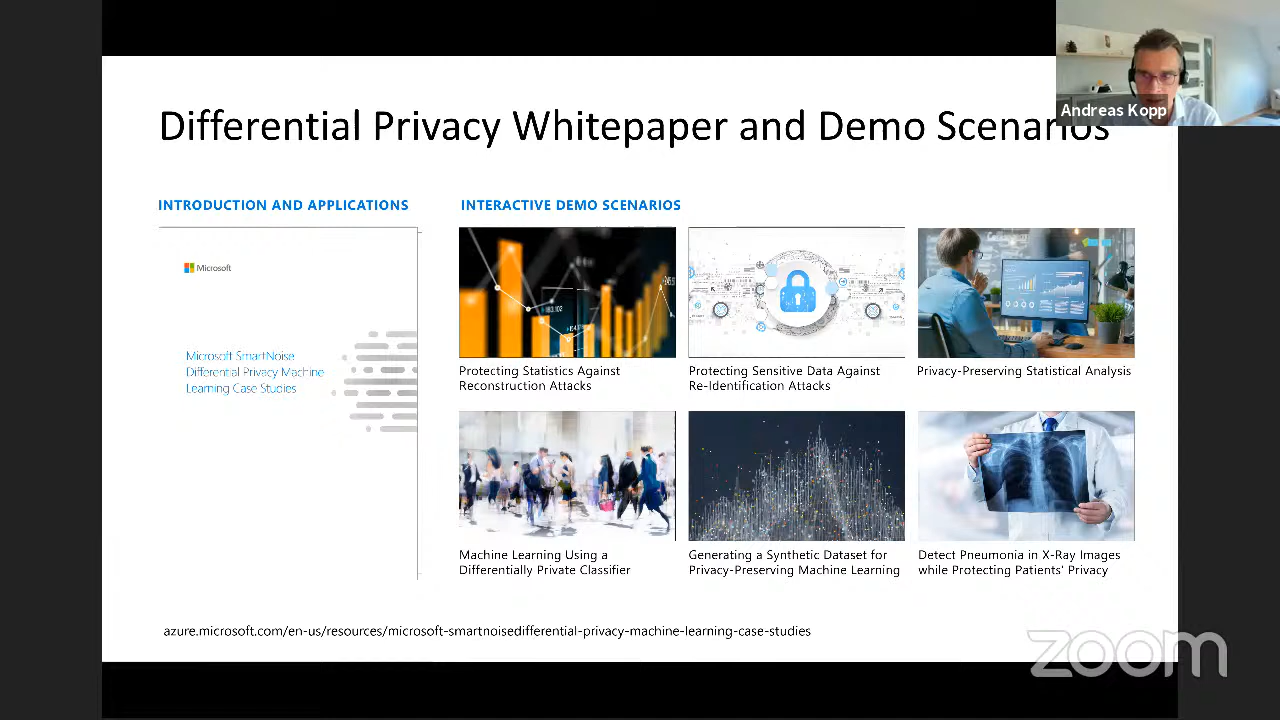 Differential Privacy Whitepaper and Demo Scenarios
Andreas Kopp
INTRODUCTION AND APPLICATIONS
INTERACTIVE DEMO SCENARIOS
Microsoft
Microsoft SmartNoise
Differential Privacy Machine
Learning Case Studies
Protecting Statistics Against
Reconstruction Attacks
Protecting Sensitive Data Against
Re-Identification Attacks
Privacy-Preserving Statistical Analysis
Machine Learning Using a
Differentially Private Classifier
Generating a Synthetic Dataset for
Privacy-Preserving Machine Learning
Detect Pneumonia in X-Ray Images
while Protecting Patients' Privacy
azure.microsoft.com/en-us/resources/microsoft-smartnoisedifferential-privacy-machine-learning-case-studies
zoom